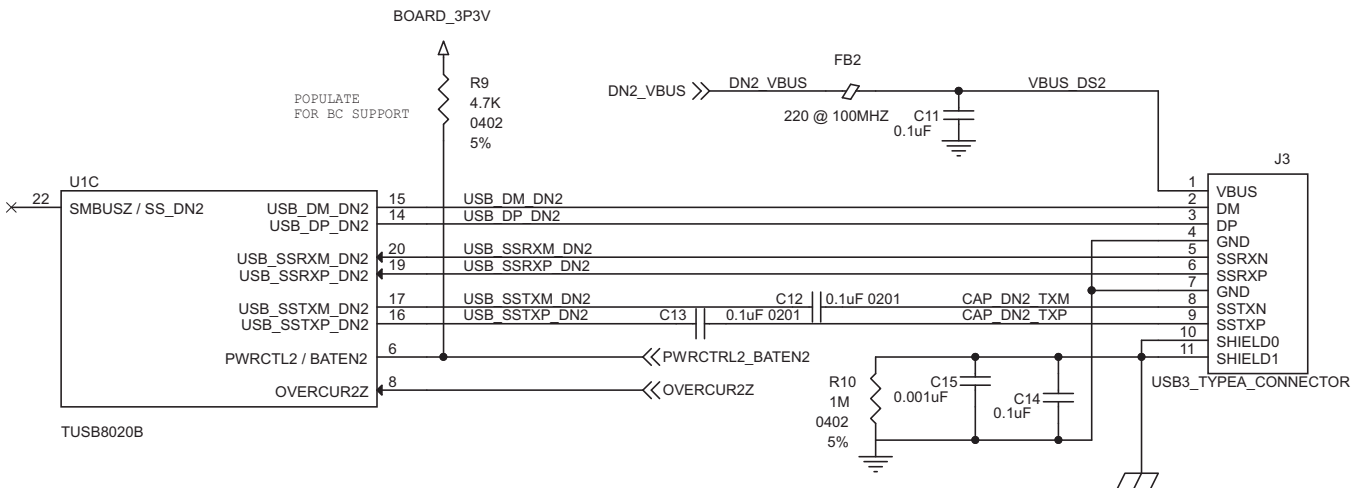 BOARD_3P3V
FB2
R9
4.7K
0402
5%
POPULATE
FOR BC SUPPORT
DN2_VBUS
DN2_VBUS
VBUS_DS2
220 @ 100MHZ
C11
0.1uF
J3
U1C
22
SMBUSZ / SS_DN2
USB_DM_DN2
15
USB_DM_DN2
USB_DP_DN2
14
USB_DP_DN2
USB_SSRXM_DN2
20
USB_SSRXM_DN2
USB_SSRXP_DN2
19
USB_SSRXP_DN2
USB_SSTXM_DN2
17
USB_SSTXM_DN2
C12
0.1uF 0201
CAP_DN2_TXM
USB_SSTXP_DN2
16
USB_SSTXP_DN2
C13
0.1uF 0201
CAP_DN2_TXP
PWRCTL2 / BATEN2
6
PWRCTRL2_BATEN2
OVERCUR2Z
8
OVERCUR2Z
TUSB8020B
1
VBUS
2
DM
3
DP
4
GND
5
SSRXN
6
SSRXP
7
GND
8
SSTXN
9
SSTXP
10
SHIELD0
11
SHIELD1
USB3_TYPEA_CONNECTOR
R10
1M
0402
5%
C15
0.001uF
C14
0.1uF